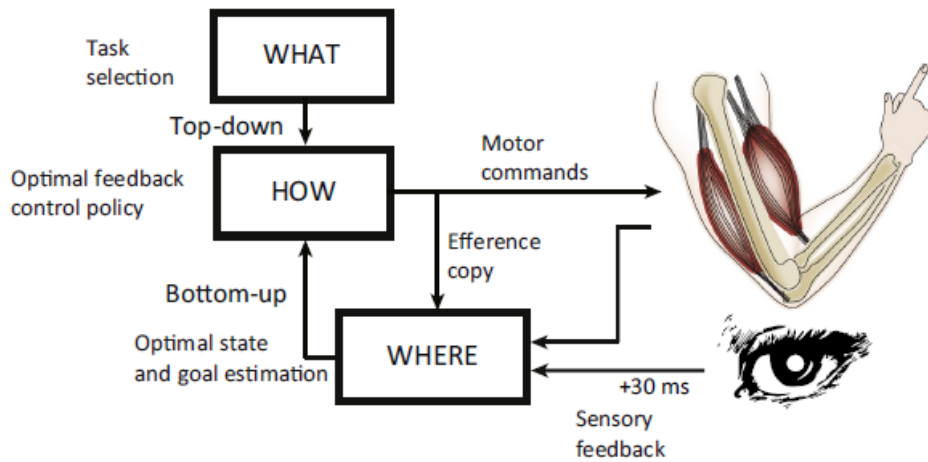 Task
selection
WHAT
Top-down
Optimal feedback
control policy
HOW
Motor
commands
Efference
copy
Bottom-up
Optimal state
and goal estimation
WHERE
+30 ms
Sensory
feedback